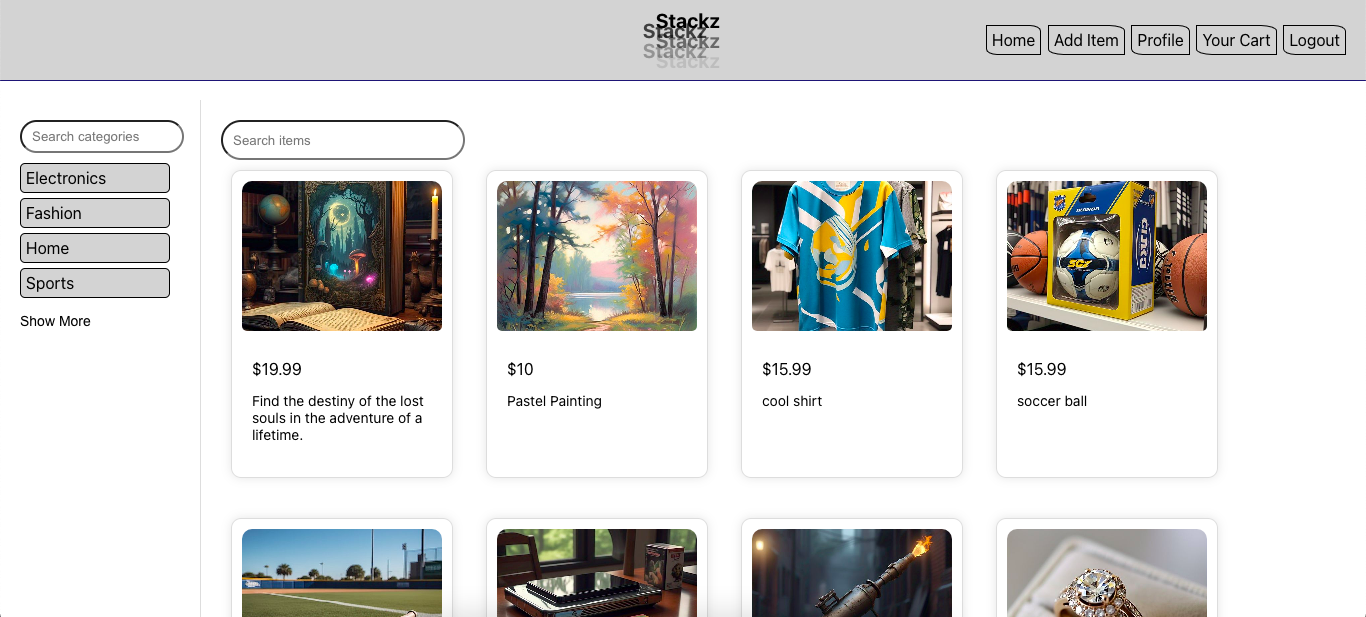 Stackz
Stackz
Stackz
Stackz
Stackz
Home
Add Item
Profile
Your Cart
Logout
Search categories
Search items
Electronics
Fashion
Home
Sports
Show More
$19.99
Find the destiny of the lost
souls in the adventure of a
lifetime.
$10
Pastel Painting
$15.99
cool shirt
$15.99
soccer ball